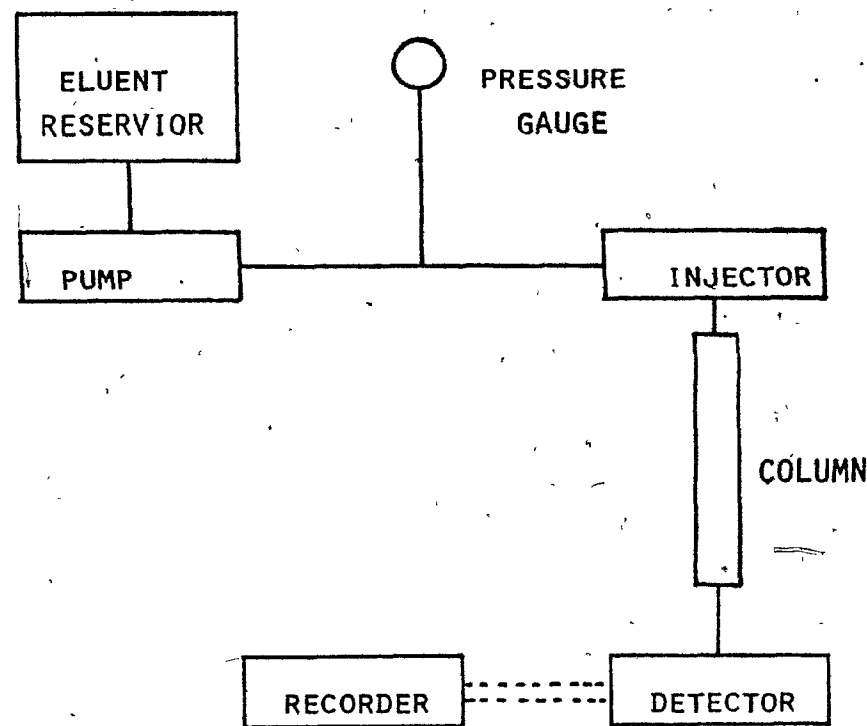 ELUENT
RESERVIOR
PRESSURE
GAUGE
PUMP
INJECTOR
COLUMN
RECORDER
DETECTOR